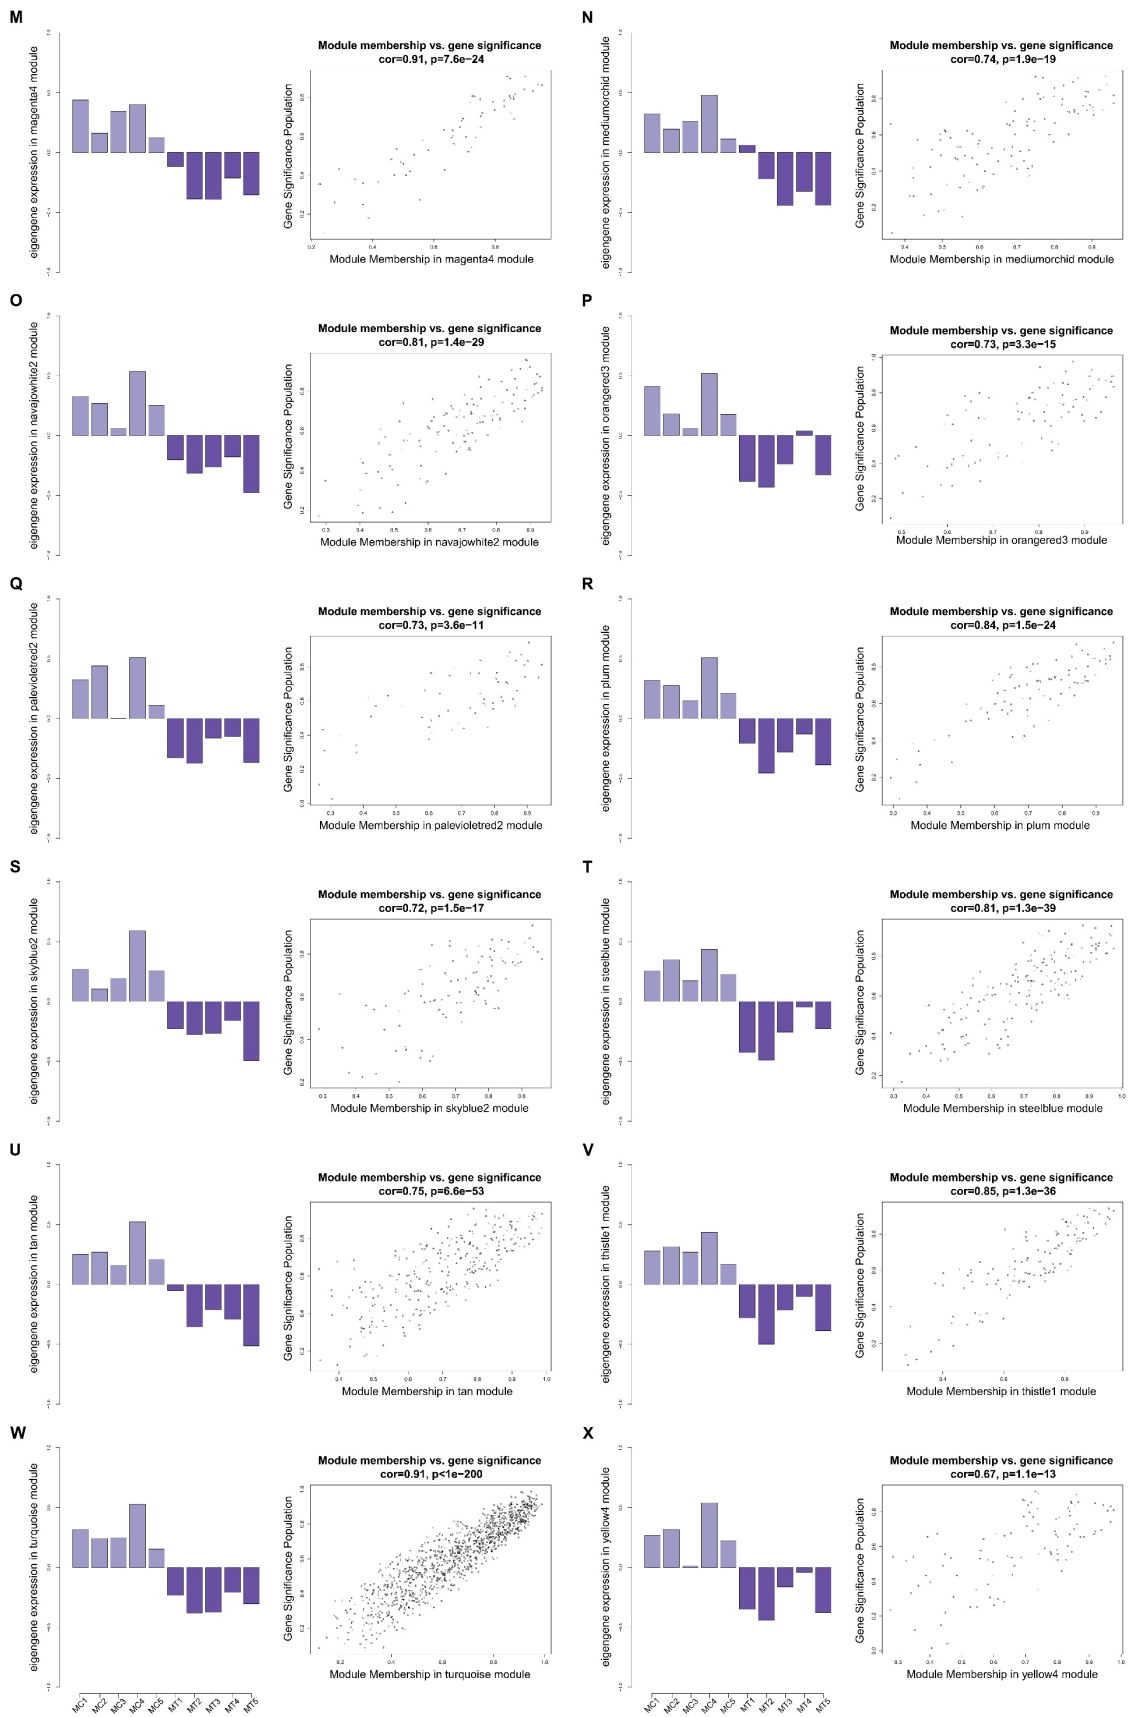 M
eigengene expression in magenta4 module
Module membership vs. gene significance
cor=0.91, p=7.6e−24
Gene Significance Population
Module Membership in magenta4 module
N
eigengene expression in mediumorchid module
Module membership vs. gene significance
cor=0.74, p=1.9e−19
Gene Significance Population
Module Membership in mediumorchid module
O
eigengene expression in navajowhite2 module
Module membership vs. gene significance
cor=0.81, p=1.4e−29
Gene Significance Population
Module Membership in navajowhite2 module
P
eigengene expression in orangered3 module
Module membership vs. gene significance
cor=0.73, p=3.3e−15
Gene Significance Population
Module Membership in orangered3 module
Q
eigengene expression in palevioletred2 module
Module membership vs. gene significance
cor=0.73, p=3.6e−11
Gene Significance Population
Module Membership in palevioletred2 module
R
eigengene expression in plum module
Module membership vs. gene significance
cor=0.84, p=1.5e−24
Gene Significance Population
Module Membership in plum module
S
eigengene expression in skyblue2 module
Module membership vs. gene significance
cor=0.72, p=1.5e−17
Gene Significance Population
Module Membership in skyblue2 module
T
eigengene expression in steelblue module
Module membership vs. gene significance
cor=0.81, p=1.3e−39
Gene Significance Population
Module Membership in steelblue module
U
eigengene expression in tan module
Module membership vs. gene significance
cor=0.75, p=6.6e−53
Gene Significance Population
Module Membership in tan module
V
eigengene expression in thistle1 module
Module membership vs. gene significance
cor=0.85, p=1.3e−36
Gene Significance Population
Module Membership in thistle1 module
W
eigengene expression in turquoise module
Module membership vs. gene significance
cor=0.91, p<1e−200
Gene Significance Population
Module Membership in turquoise module
MC1 MC2 MC3 MC4 MC5 MT1 MT2 MT3 MT4 MT5
X
eigengene expression in yellow4 module
Module membership vs. gene significance
cor=0.67, p=1.1e−13
Gene Significance Population
Module Membership in yellow4 module
MC1 MC2 MC3 MC4 MC5 MT1 MT2 MT3 MT4 MT5